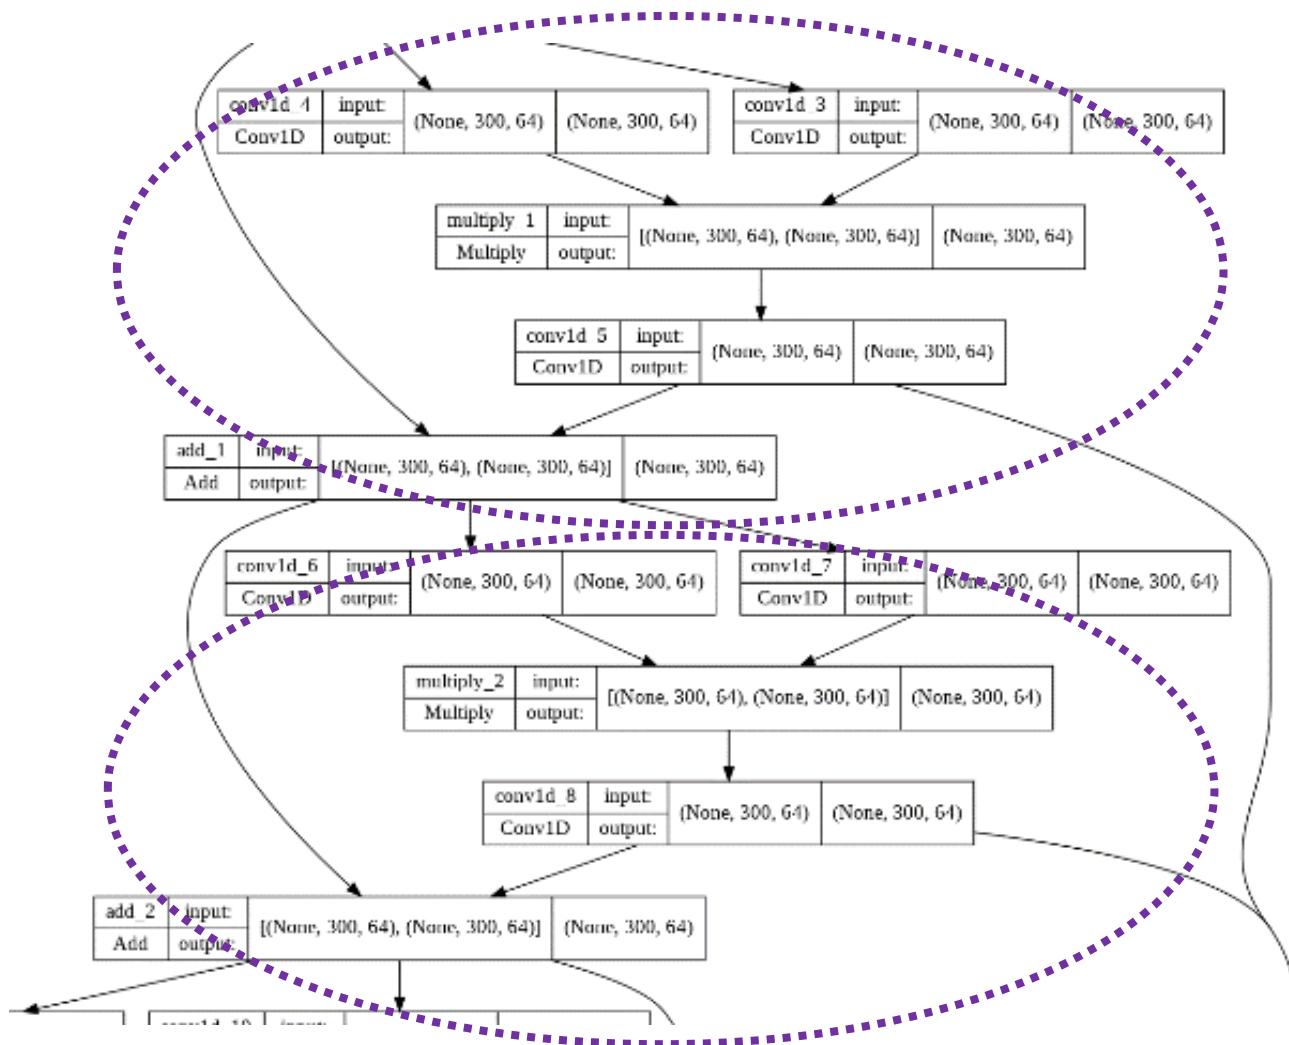 conv1d_4 input: (None, 300, 64) (None, 300, 64)
Conv1D output:
conv1d_3 input: (None, 300, 64) (None, 300, 64)
Conv1D output:
multiply_1 input: [(None, 300, 64), (None, 300, 64)] (None, 300, 64)
Multiply output:
conv1d_5 input: (None, 300, 64) (None, 300, 64)
Conv1D output:
add_1 input: [(None, 300, 64), (None, 300, 64)] (None, 300, 64)
Add output:
conv1d_6 input: (None, 300, 64) (None, 300, 64)
Conv1D output:
conv1d_7 input: (None, 300, 64) (None, 300, 64)
Conv1D output:
multiply_2 input: [(None, 300, 64), (None, 300, 64)] (None, 300, 64)
Multiply output:
conv1d_8 input: (None, 300, 64) (None, 300, 64)
Conv1D output:
add_2 input: [(None, 300, 64), (None, 300, 64)] (None, 300, 64)
Add output:
conv1d_10 input: